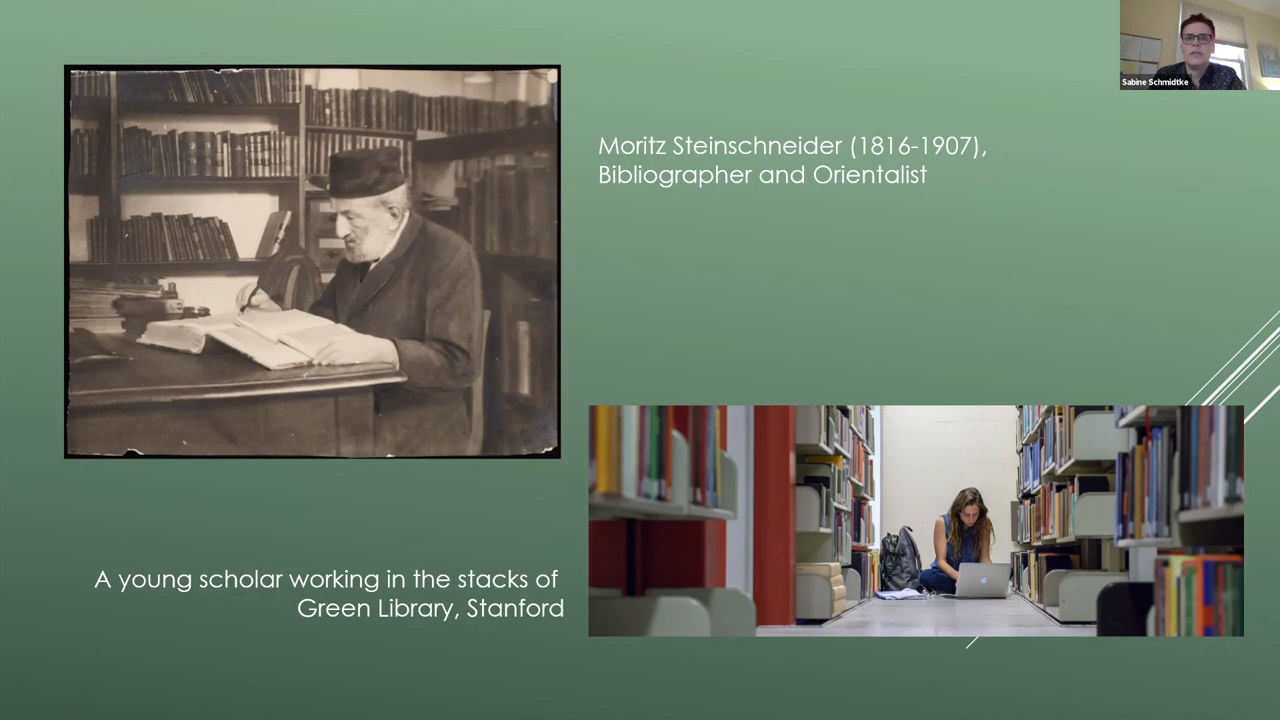 Sabine Schmidtke
Moritz Steinschneider (1816-1907),
Bibliographer and Orientalist
A young scholar working in the stacks of
Green Library, Stanford